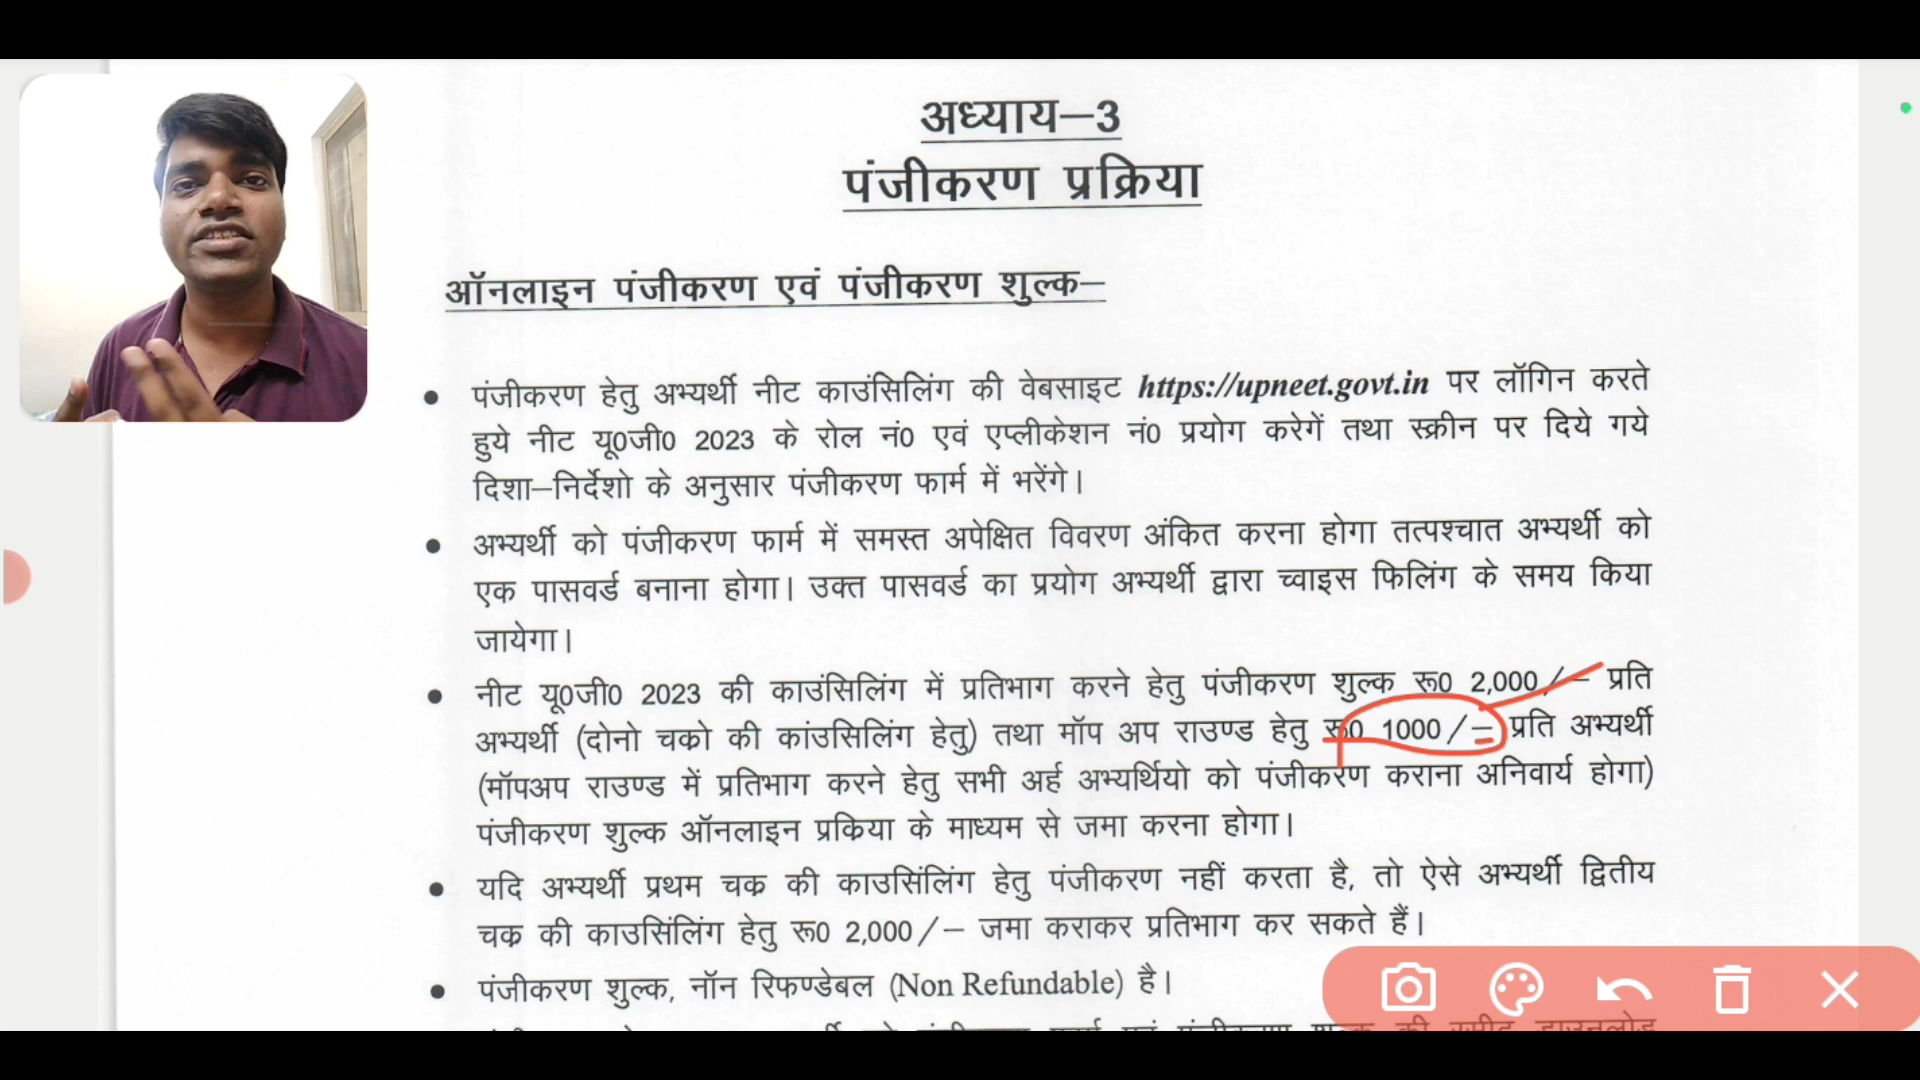 अध्याय–3
पंजीकरण प्रक्रिया
ऑनलाइन पंजीकरण एवं पंजीकरण शुल्क–
• पंजीकरण हेतु अभ्यर्थी नीट काउंसिलिंग की वेबसाइट https://upneet.govt.in पर लॉगिन करते
हुये नीट यू0जी0 2023 के रोल नं0 एवं एप्लीकेशन नं0 प्रयोग करेगें तथा स्क्रीन पर दिये गये
दिशा–निर्देशो के अनुसार पंजीकरण फार्म में भरेंगे।
• अभ्यर्थी को पंजीकरण फार्म में समस्त अपेक्षित विवरण अंकित करना होगा तत्पश्चात अभ्यर्थी को
एक पासवर्ड बनाना होगा। उक्त पासवर्ड का प्रयोग अभ्यर्थी द्वारा च्वाइस फिलिंग के समय किया
जायेगा।
• नीट यू0जी0 2023 की काउंसिलिंग में प्रतिभाग करने हेतु पंजीकरण शुल्क रू0 2,000/– प्रति
अभ्यर्थी (दोनो चक्रो की कांउसिलिंग हेतु) तथा मॉप अप राउण्ड हेतु रू0 1000/– प्रति अभ्यर्थी
(मॉपअप राउण्ड में प्रतिभाग करने हेतु सभी अर्ह अभ्यर्थियो को पंजीकरण कराना अनिवार्य होगा)
पंजीकरण शुल्क ऑनलाइन प्रक्रिया के माध्यम से जमा करना होगा।
• यदि अभ्यर्थी प्रथम चक्र की काउसिंलिंग हेतु पंजीकरण नहीं करता है, तो ऐसे अभ्यर्थी द्वितीय
चक्र की काउसिंलिंग हेतु रू0 2,000/– जमा कराकर प्रतिभाग कर सकते हैं।
• पंजीकरण शुल्क, नॉन रिफण्डेबल (Non Refundable) है।